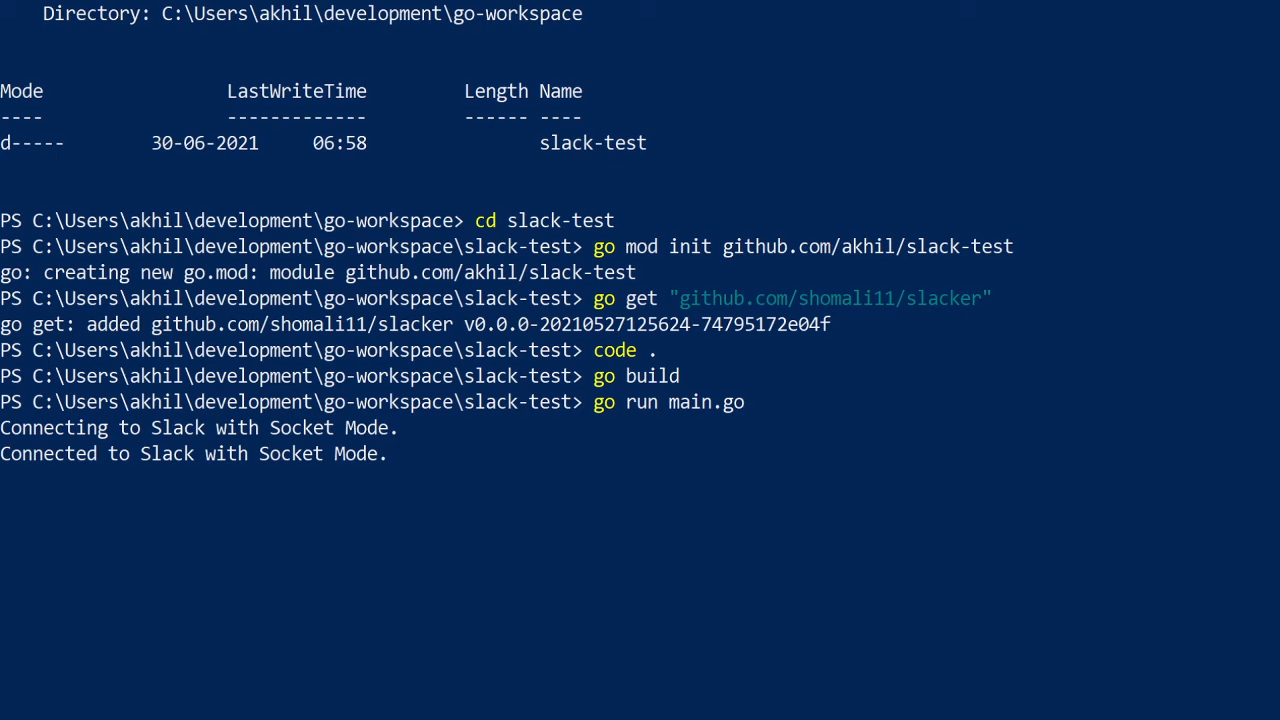 Directory: C:\Users\akhil\development\go-workspace
Mode LastWriteTime Length Name
---- ------------- ------ ----
d----- 30-06-2021 06:58 slack-test
PS C:\Users\akhil\development\go-workspace> cd slack-test
PS C:\Users\akhil\development\go-workspace\slack-test> go mod init github.com/akhil/slack-test
go: creating new go.mod: module github.com/akhil/slack-test
PS C:\Users\akhil\development\go-workspace\slack-test> go get "github.com/shomali11/slacker"
go get: added github.com/shomali11/slacker v0.0.0-20210527125624-74795172e04f
PS C:\Users\akhil\development\go-workspace\slack-test> code .
PS C:\Users\akhil\development\go-workspace\slack-test> go build
PS C:\Users\akhil\development\go-workspace\slack-test> go run main.go
Connecting to Slack with Socket Mode.
Connected to Slack with Socket Mode.